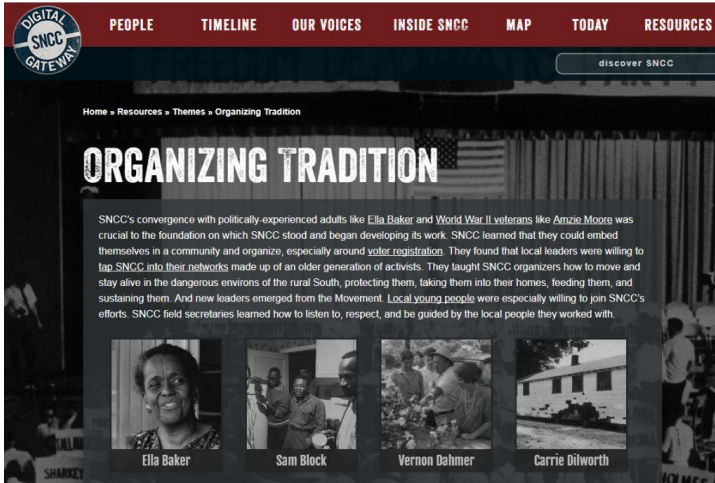 DIGITAL
SNCC
GATEWAY
PEOPLE TIMELINE OUR VOICES INSIDE SNCC MAP TODAY RESOURCES
discover SNCC
Home » Resources » Themes » Organizing Tradition
ORGANIZING TRADITION
SNCC's convergence with politically-experienced adults like Ella Baker and World War II veterans like Amzie Moore was
crucial to the foundation on which SNCC stood and began developing its work. SNCC learned that they could embed
themselves in a community and organize, especially around voter registration. They found that local leaders were willing to
tap SNCC into their networks made up of an older generation of activists. They taught SNCC organizers how to move and
stay alive in the dangerous environs of the rural South, protecting them, taking them into their homes, feeding them, and
sustaining them. And new leaders emerged from the Movement. Local young people were especially willing to join SNCC's
efforts. SNCC field secretaries learned how to listen to, respect, and be guided by the local people they worked with.
Ella Baker Sam Block Vernon Dahmer Carrie Dilworth
SHARKEY
HOLMES